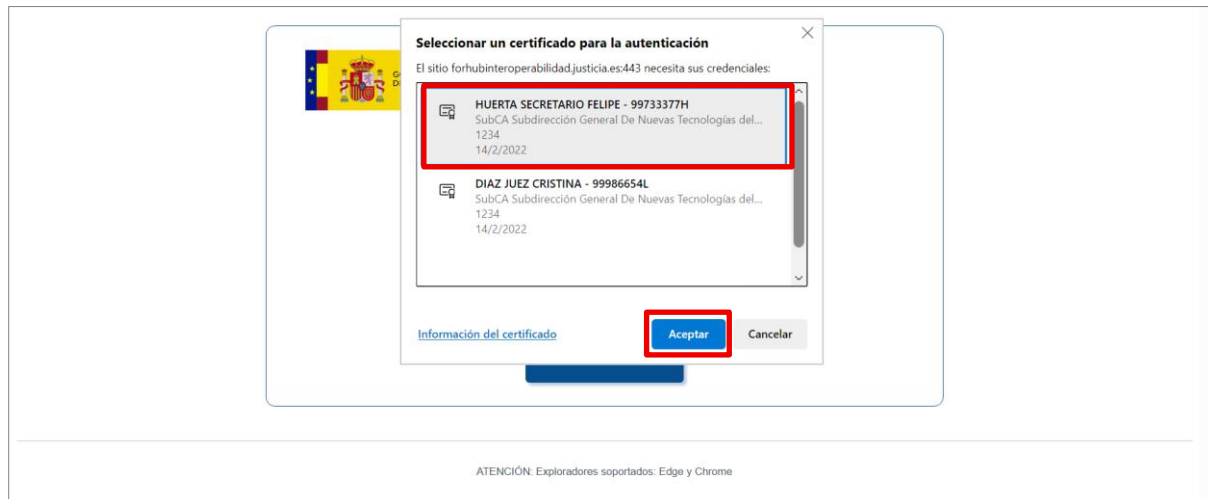 Seleccionar un certificado para la autenticación
El sitio forhubinteroperabilidad.justicia.es:443 necesita sus credenciales:
HUERTA SECRETARIO FELIPE - 99733377H
SubCA Subdirección General De Nuevas Tecnologías del...
1234
14/2/2022
DIAZ JUEZ CRISTINA - 99986654L
SubCA Subdirección General De Nuevas Tecnologías del...
1234
14/2/2022
Información del certificado
Aceptar
Cancelar
ATENCIÓN: Exploradores soportados: Edge y Chrome